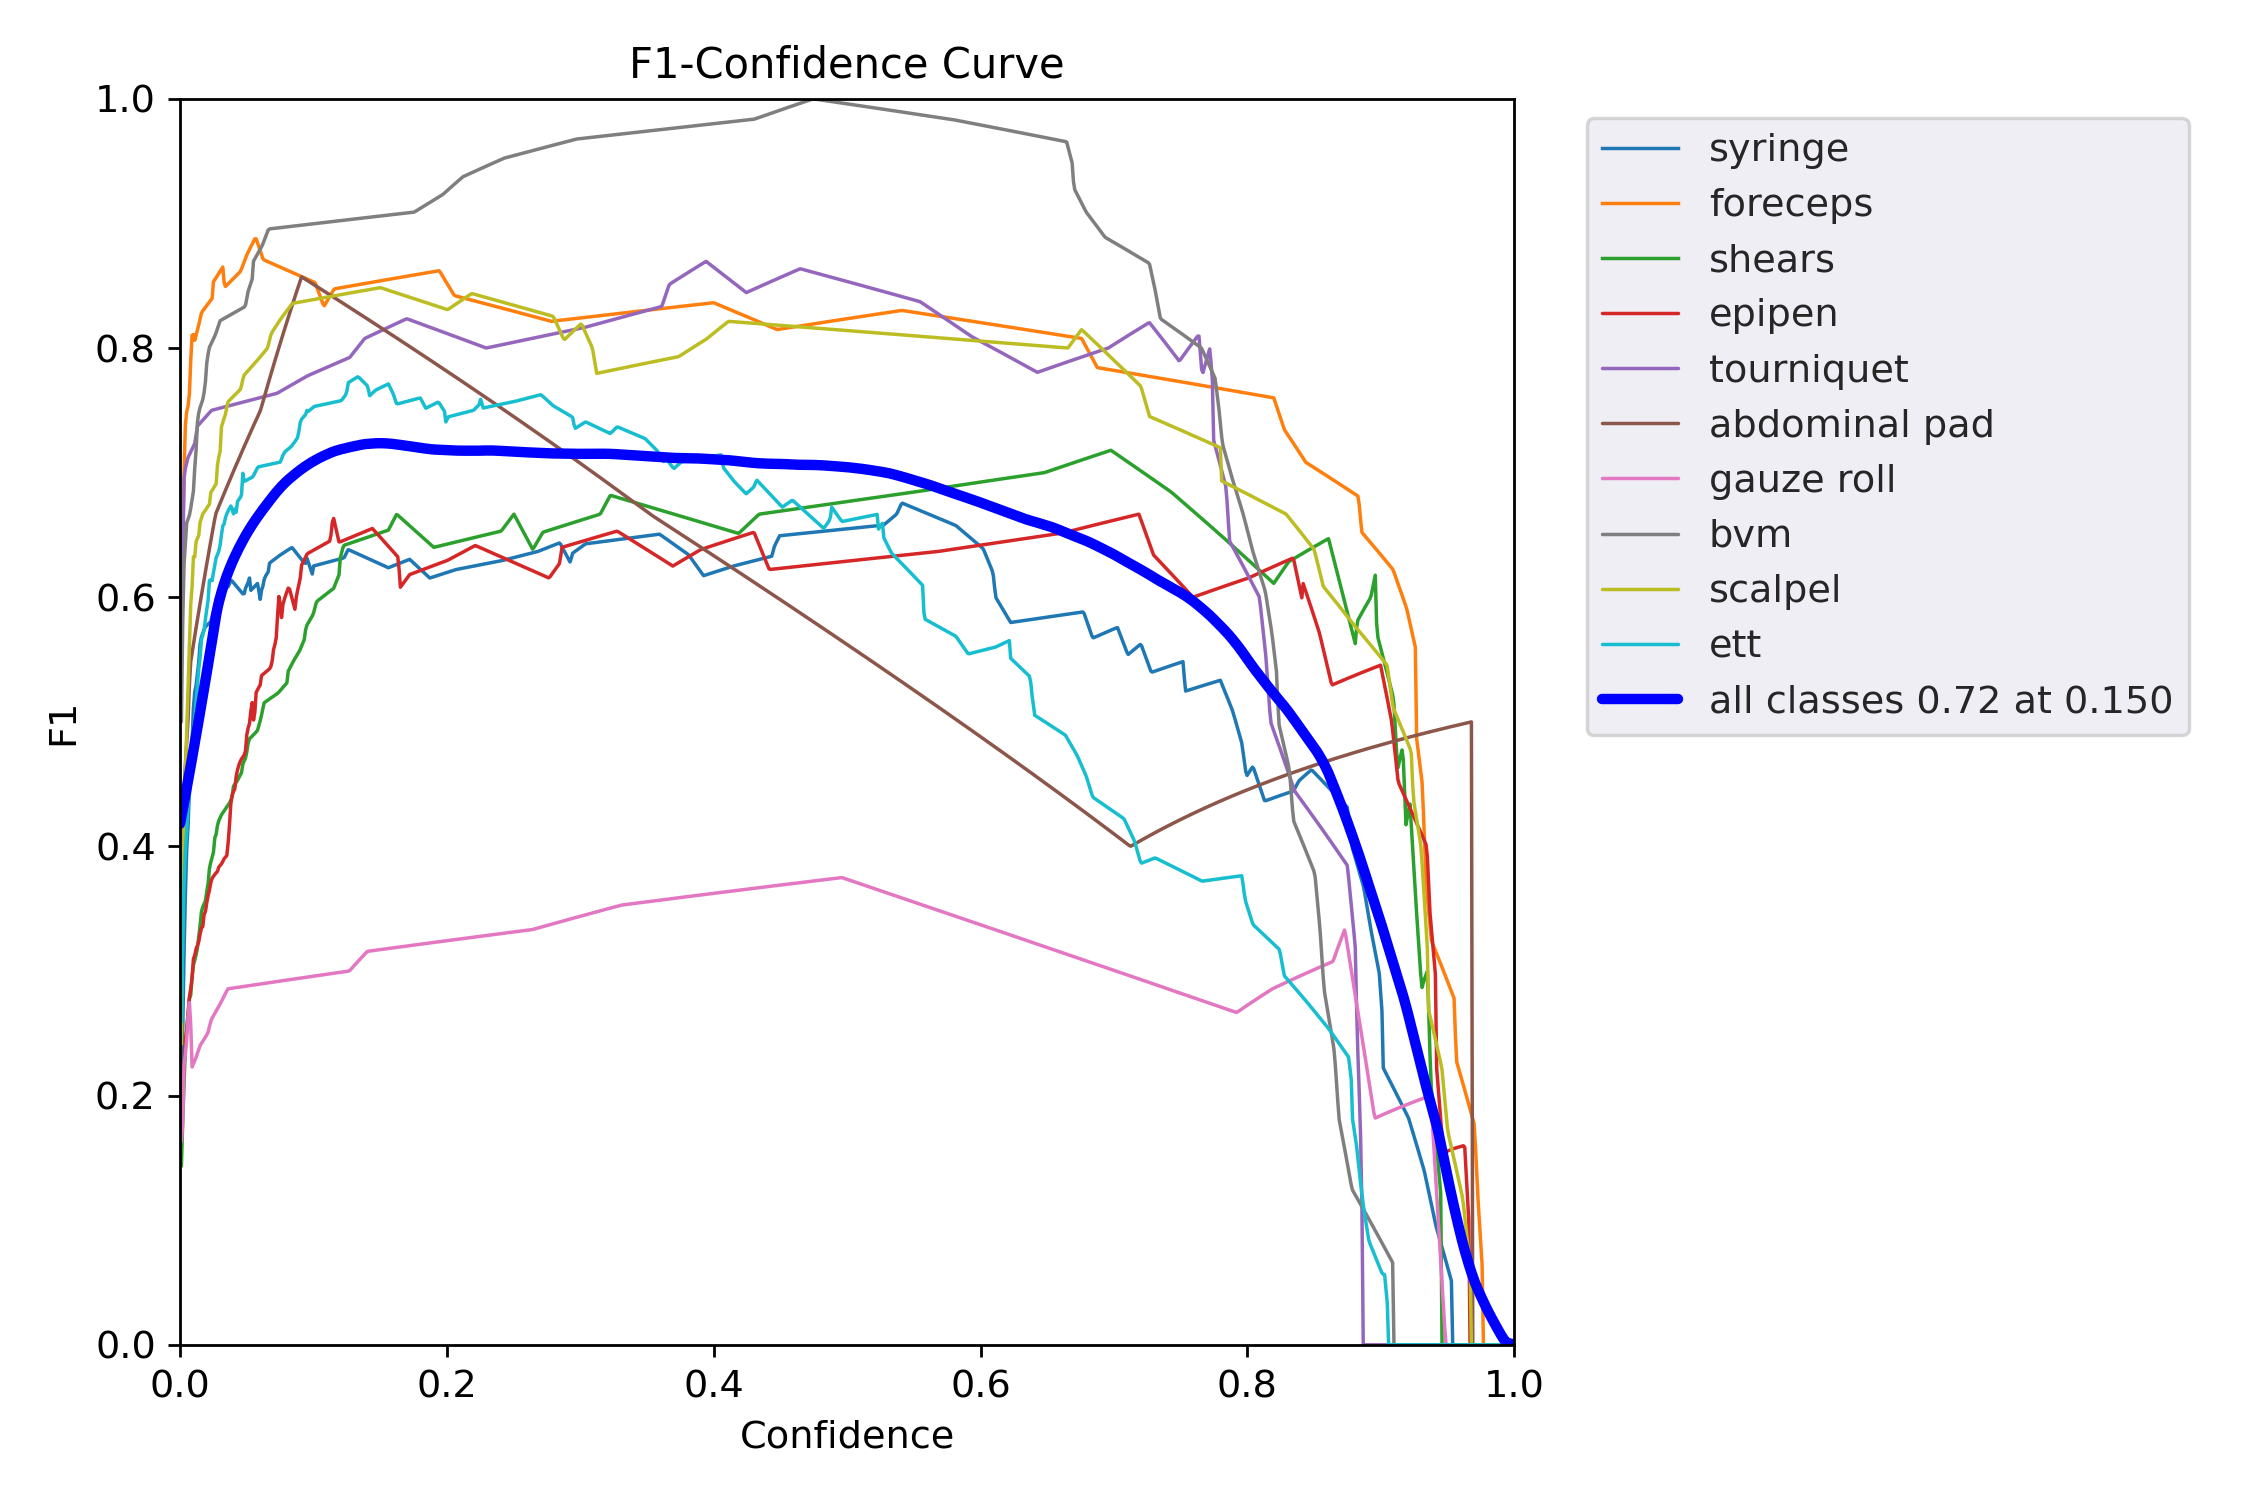 F1-Confidence Curve
1.0
0.8
0.6
0.4
0.2
0.0
F1
0.0 0.2 0.4 0.6 0.8 1.0
Confidence
syringe
foreceps
shears
epipen
tourniquet
abdominal pad
gauze roll
bvm
scalpel
ett
all classes 0.72 at 0.150